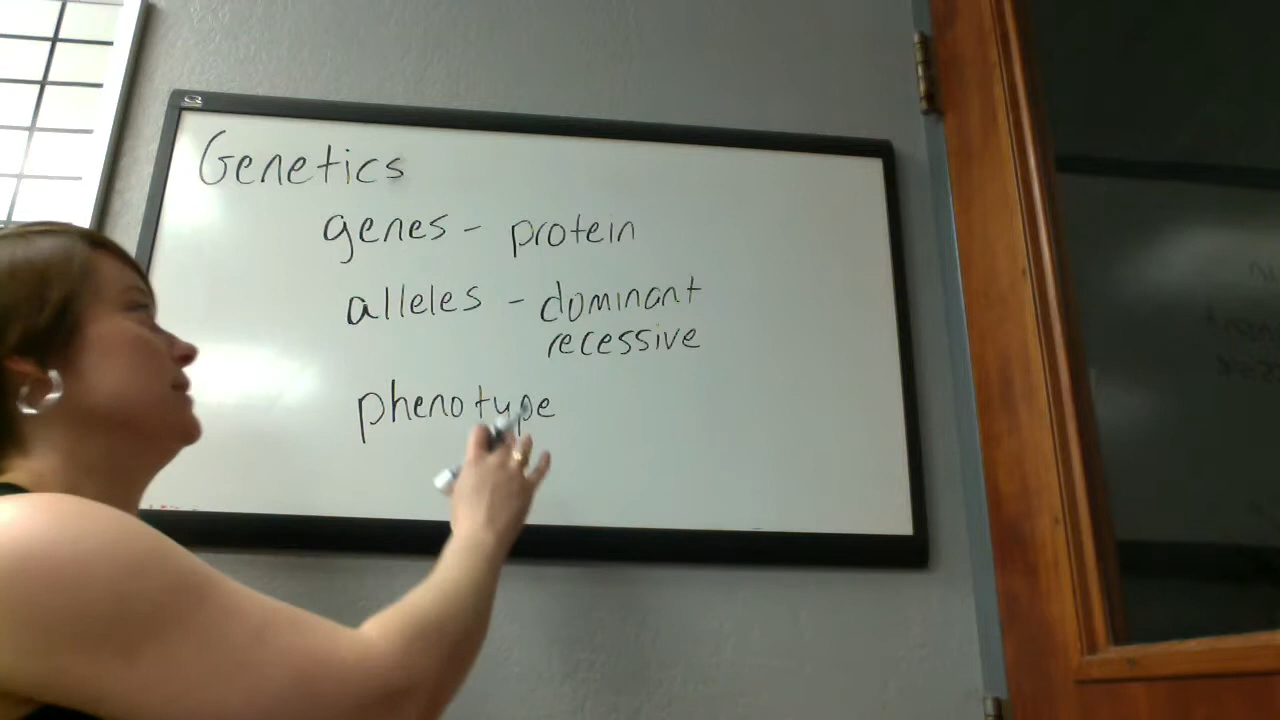 Genetics
genes - protein
alleles - dominant
recessive
phenotype